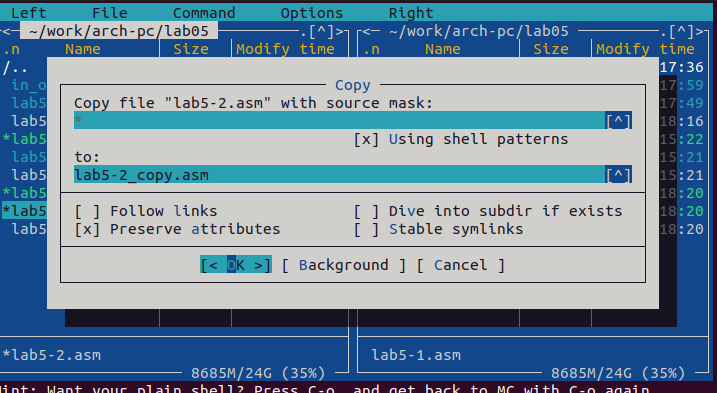 Left File Command Options Right
<- ~/work/arch-pc/lab05 .[^]> <- ~/work/arch-pc/lab05 .[^]>
.n Name Size Modify time .n Name Size Modify time
/.. 17:36
in_o 17:59
lab5 17:49
lab5 18:16
*lab5 15:22
lab5 15:21
lab5 15:21
*lab5 18:20
*lab5 18:20
lab5 18:20
Copy
Copy file "lab5-2.asm" with source mask:
* [^]
[x] Using shell patterns
to:
lab5-2_copy.asm [^]
[ ] Follow links [ ] Dive into subdir if exists
[x] Preserve attributes [ ] Stable symlinks
[< OK >] [ Background ] [ Cancel ]
*lab5-2.asm lab5-1.asm
8685M/24G (35%) 8685M/24G (35%)
Hint: Want your plain shell? Press C-o, and get back to MC with C-o again.